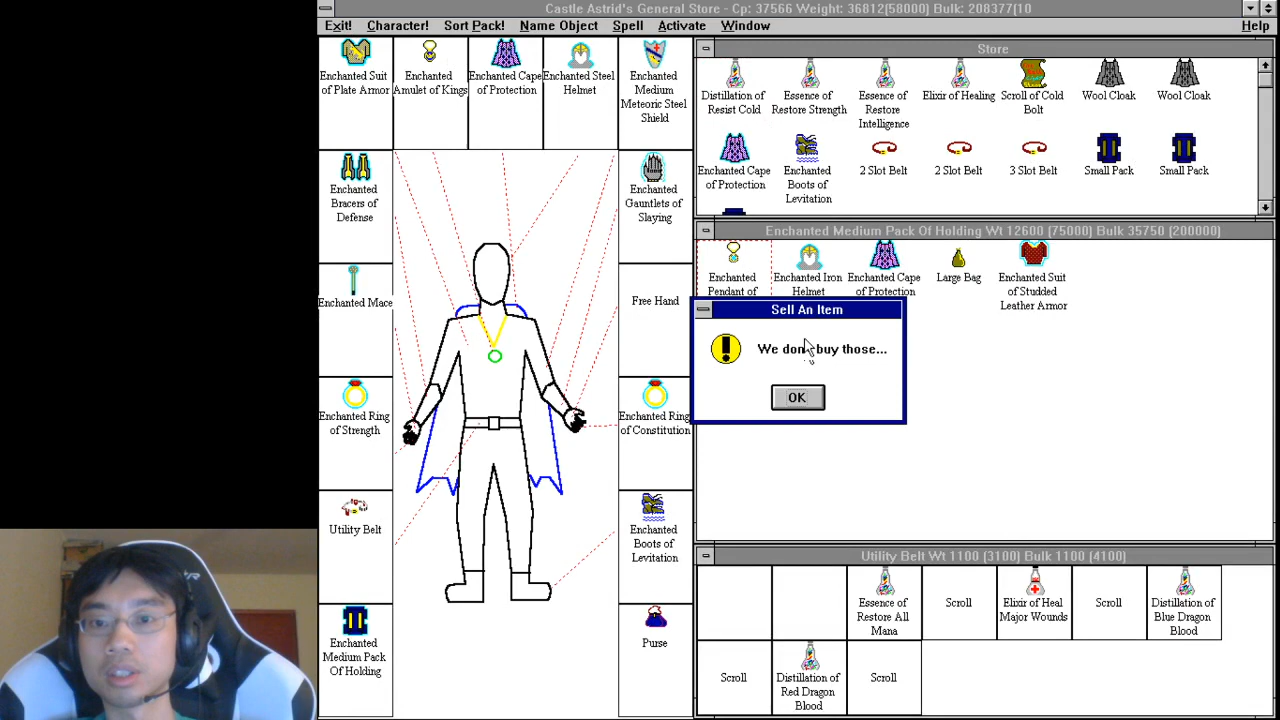 Castle Astrid's General Store - Cp: 37566 Weight: 36812(58000) Bulk: 208377(10
Exit! Character! Sort Pack! Name Object Spell Activate Window Help
Enchanted Suit
of Plate Armor
Enchanted
Amulet of Kings
Enchanted Cape
of Protection
Enchanted Steel
Helmet
Enchanted
Medium
Meteoric Steel
Shield
Enchanted
Bracers of
Defense
Enchanted
Gauntlets of
Slaying
Enchanted Mace
Free Hand
Enchanted Ring
of Strength
Enchanted Ring
of Constitution
Utility Belt
Enchanted
Boots of
Levitation
Enchanted
Medium Pack
Of Holding
Purse
Store
Distillation of
Resist Cold
Essence of
Restore Strength
Essence of
Restore
Intelligence
Elixir of Healing
Scroll of Cold
Bolt
Wool Cloak
Wool Cloak
Enchanted Cape
of Protection
Enchanted
Boots of
Levitation
2 Slot Belt
2 Slot Belt
3 Slot Belt
Small Pack
Small Pack
Enchanted Medium Pack Of Holding Wt 12600 (75000) Bulk 35750 (200000)
Enchanted
Pendant of
Enchanted Iron
Helmet
Enchanted Cape
of Protection
Large Bag
Enchanted Suit
of Studded
Leather Armor
Sell An Item
We don buy those...
OK
Utility Belt Wt 1100 (3100) Bulk 1100 (4100)
Essence of
Restore All
Mana
Scroll
Elixir of Heal
Major Wounds
Scroll
Distillation of
Blue Dragon
Blood
Scroll
Distillation of
Red Dragon
Blood
Scroll